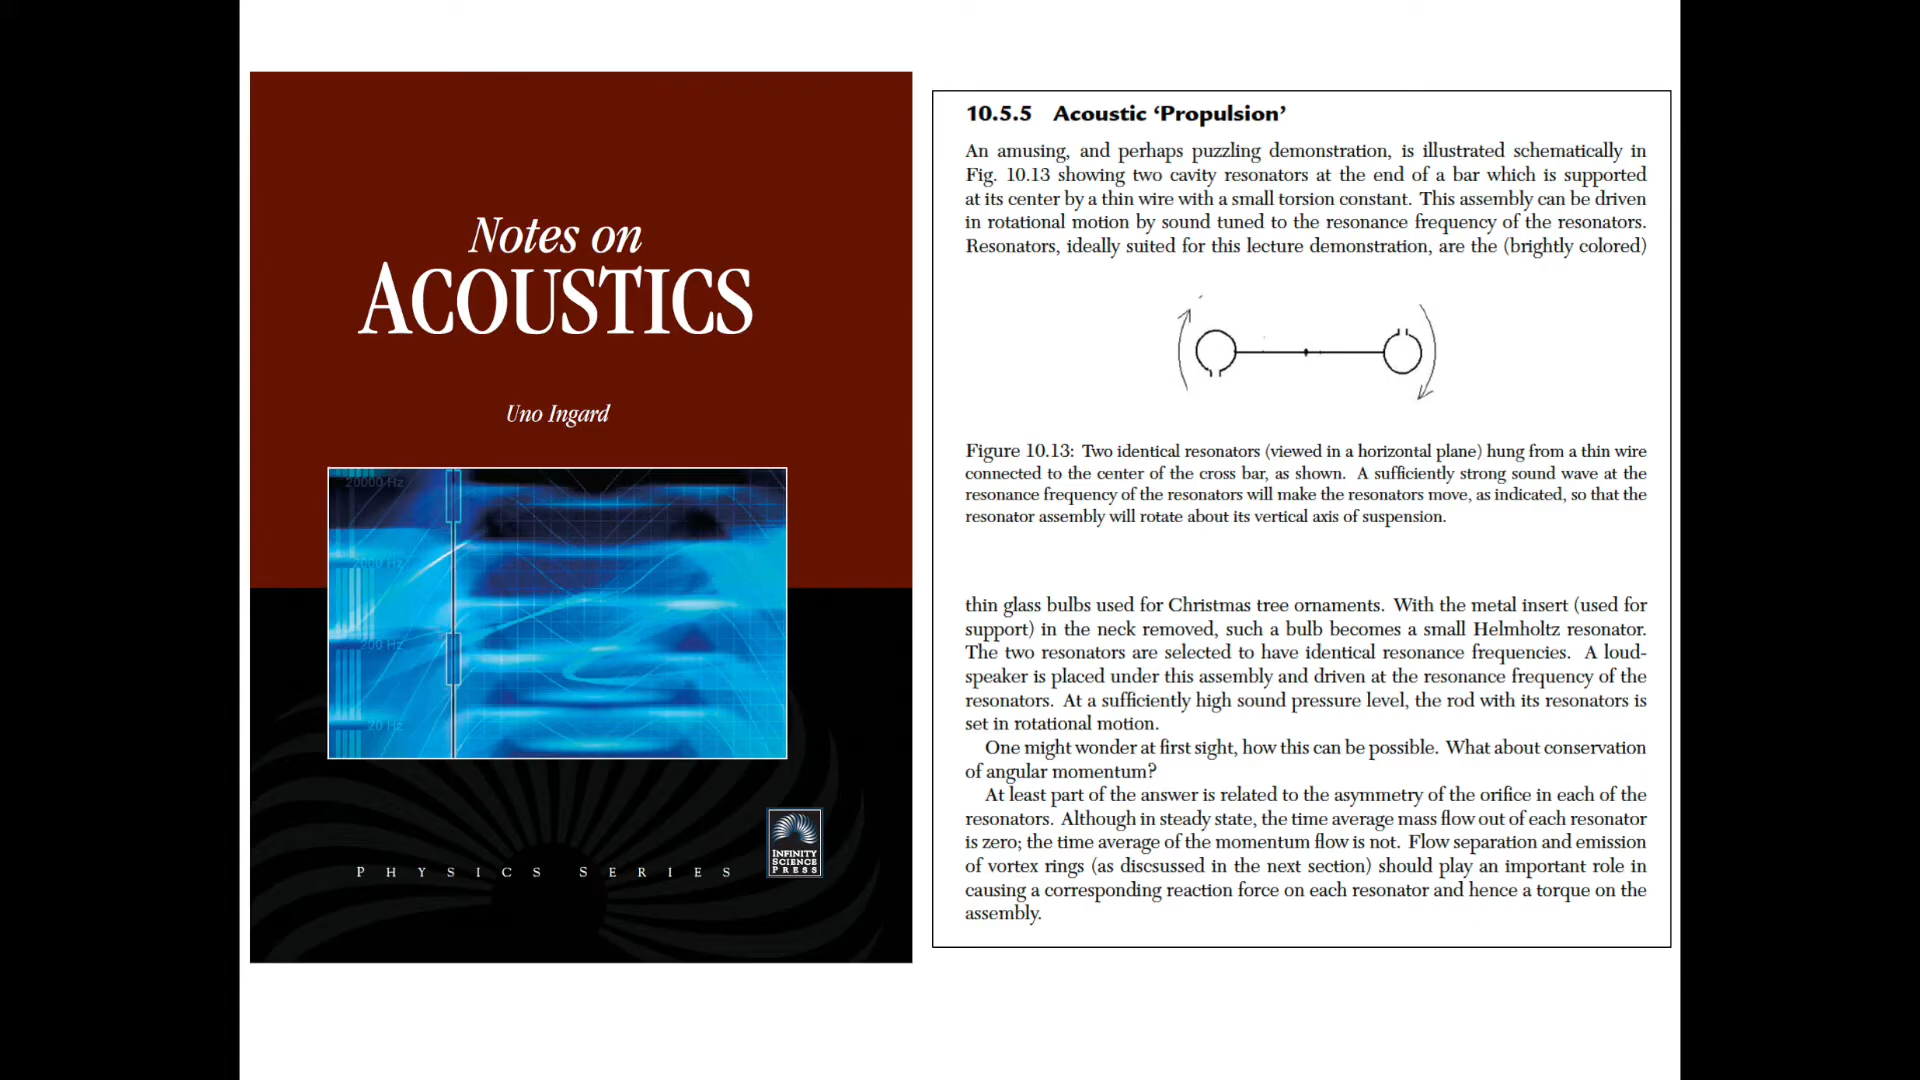 Notes on
ACOUSTICS
Uno Ingard
20000 Hz
2000 Hz
200 Hz
20 Hz
INFINITY
SCIENCE
PRESS
PHYSICS SERIES
10.5.5 Acoustic ‘Propulsion’
An amusing, and perhaps puzzling demonstration, is illustrated schematically in
Fig. 10.13 showing two cavity resonators at the end of a bar which is supported
at its center by a thin wire with a small torsion constant. This assembly can be driven
in rotational motion by sound tuned to the resonance frequency of the resonators.
Resonators, ideally suited for this lecture demonstration, are the (brightly colored)
Figure 10.13: Two identical resonators (viewed in a horizontal plane) hung from a thin wire
connected to the center of the cross bar, as shown. A sufficiently strong sound wave at the
resonance frequency of the resonators will make the resonators move, as indicated, so that the
resonator assembly will rotate about its vertical axis of suspension.
thin glass bulbs used for Christmas tree ornaments. With the metal insert (used for
support) in the neck removed, such a bulb becomes a small Helmholtz resonator.
The two resonators are selected to have identical resonance frequencies. A loud-
speaker is placed under this assembly and driven at the resonance frequency of the
resonators. At a sufficiently high sound pressure level, the rod with its resonators is
set in rotational motion.
One might wonder at first sight, how this can be possible. What about conservation
of angular momentum?
At least part of the answer is related to the asymmetry of the orifice in each of the
resonators. Although in steady state, the time average mass flow out of each resonator
is zero; the time average of the momentum flow is not. Flow separation and emission
of vortex rings (as discsussed in the next section) should play an important role in
causing a corresponding reaction force on each resonator and hence a torque on the
assembly.